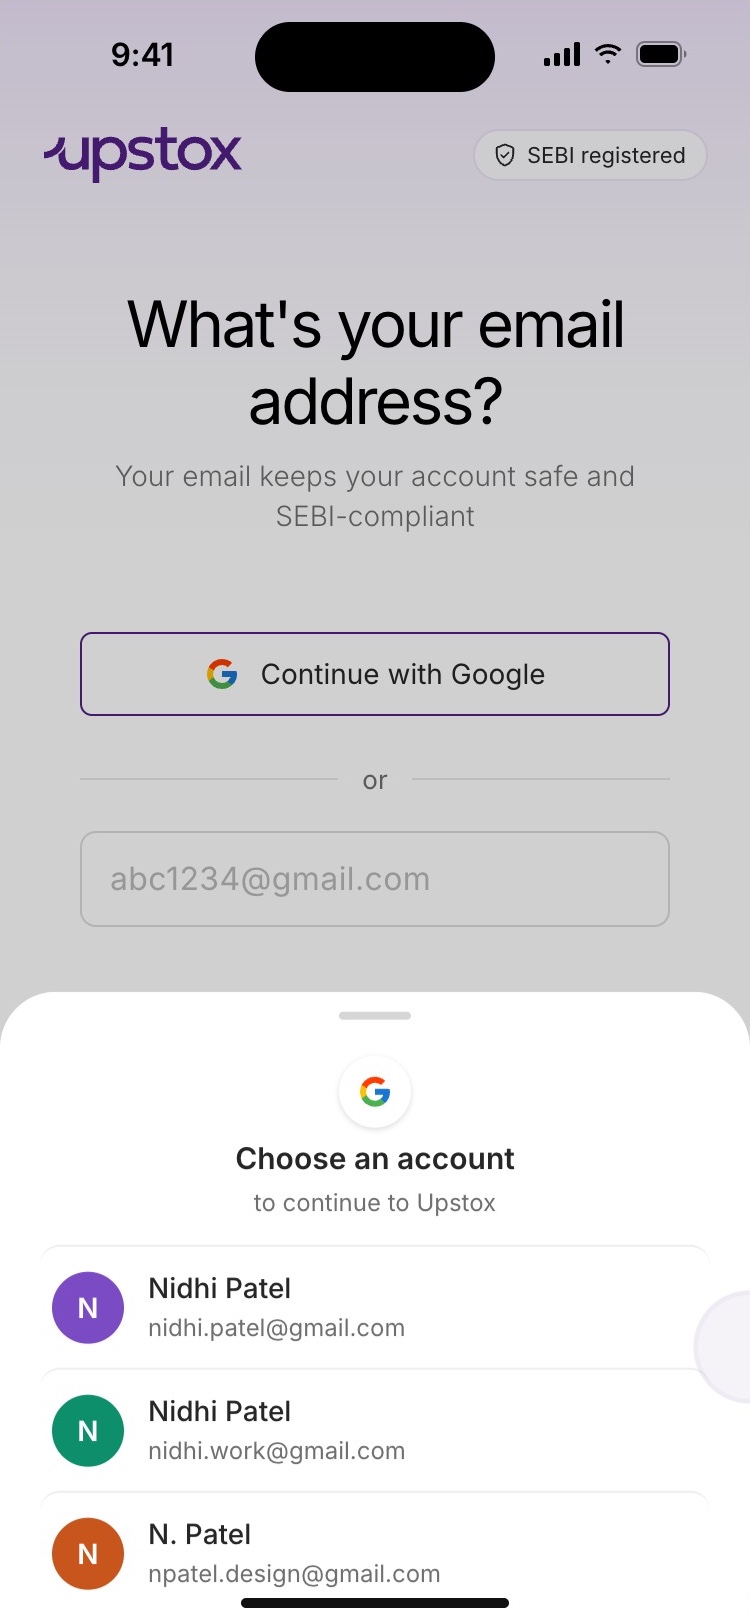 9:41
upstox
SEBI registered
What's your email
address?
Your email keeps your account safe and
SEBI-compliant
Continue with Google
or
abc1234@gmail.com
Choose an account
to continue to Upstox
N
Nidhi Patel
nidhi.patel@gmail.com
N
Nidhi Patel
nidhi.work@gmail.com
N
N. Patel
npatel.design@gmail.com